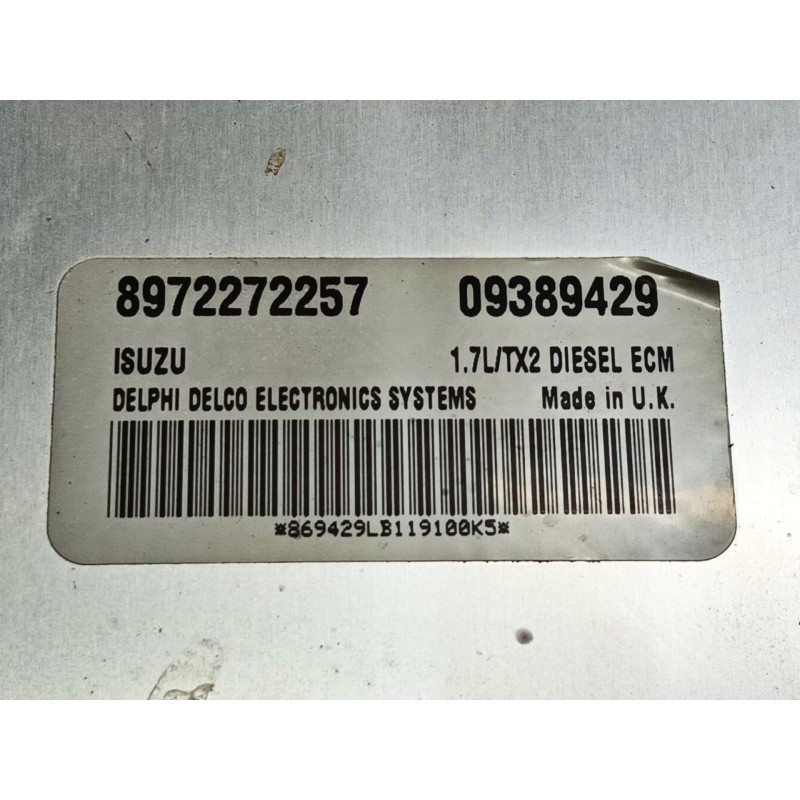 8972272257 09389429
ISUZU 1.7L/TX2 DIESEL ECM
DELPHI DELCO ELECTRONICS SYSTEMS Made in U.K.
*869429LB119100K5*